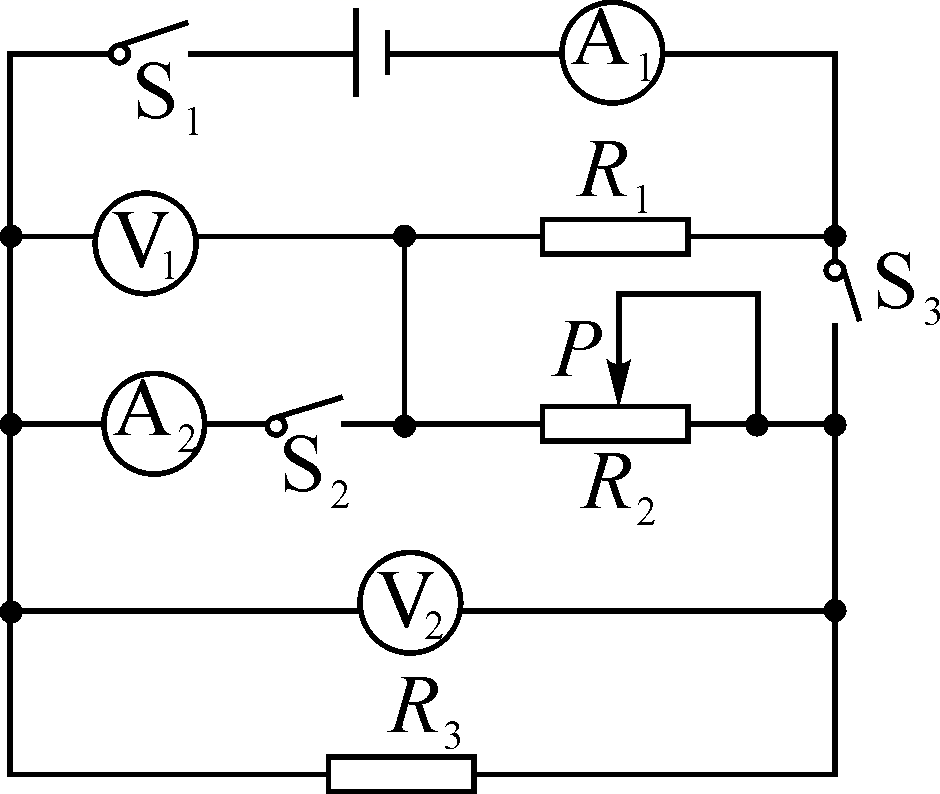 S₁
A₁
R₁
V₁
S₃
P
A₂
S₂
R₂
V₂
R₃